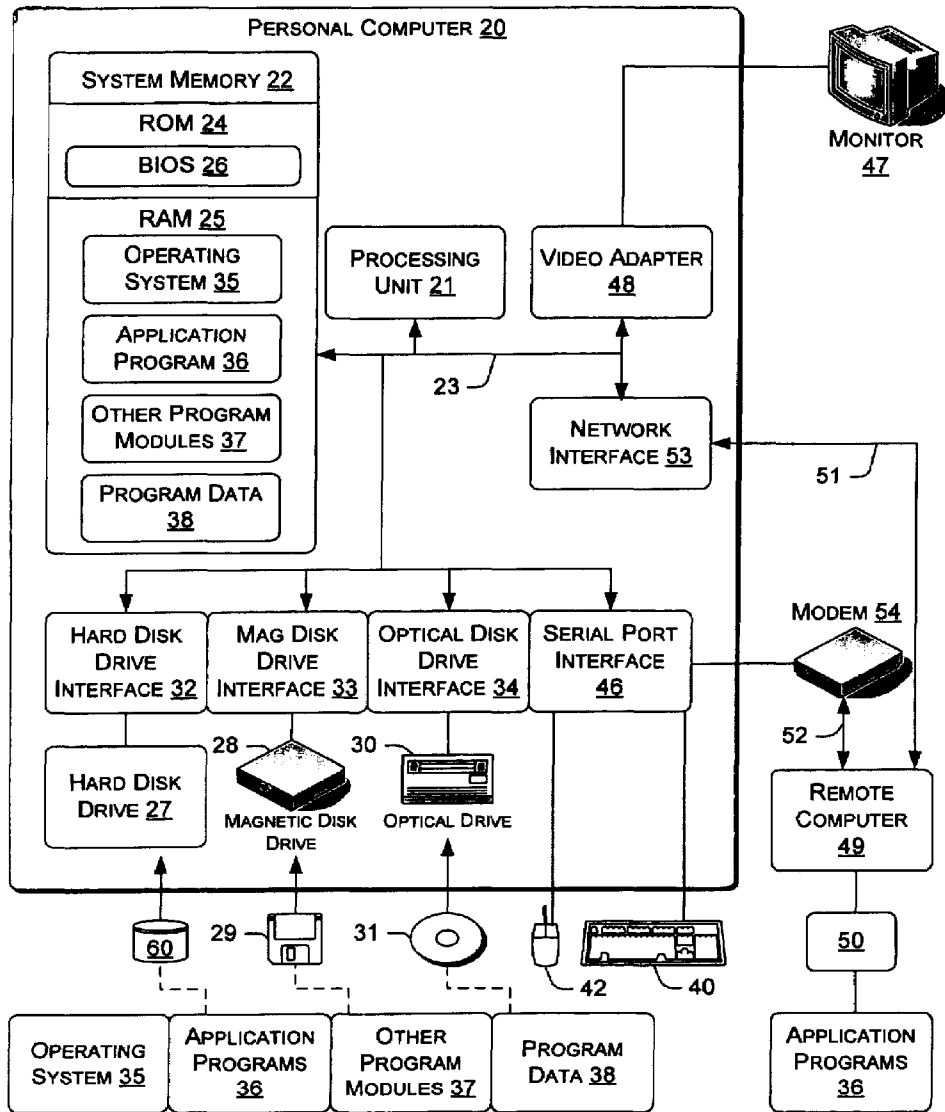 PERSONAL COMPUTER 20
SYSTEM MEMORY 22
ROM 24
BIOS 26
RAM 25
OPERATING
SYSTEM 35
APPLICATION
PROGRAM 36
OTHER PROGRAM
MODULES 37
PROGRAM DATA
38
PROCESSING
UNIT 21
VIDEO ADAPTER
48
MONITOR
47
23
NETWORK
INTERFACE 53
51
HARD DISK
DRIVE
INTERFACE 32
MAG DISK
DRIVE
INTERFACE 33
OPTICAL DISK
DRIVE
INTERFACE 34
SERIAL PORT
INTERFACE
46
MODEM 54
52
HARD DISK
DRIVE 27
28
MAGNETIC DISK
DRIVE
30
OPTICAL DRIVE
REMOTE
COMPUTER
49
60
29
31
42
40
50
OPERATING
SYSTEM 35
APPLICATION
PROGRAMS
36
OTHER
PROGRAM
MODULES 37
PROGRAM
DATA 38
APPLICATION
PROGRAMS
36